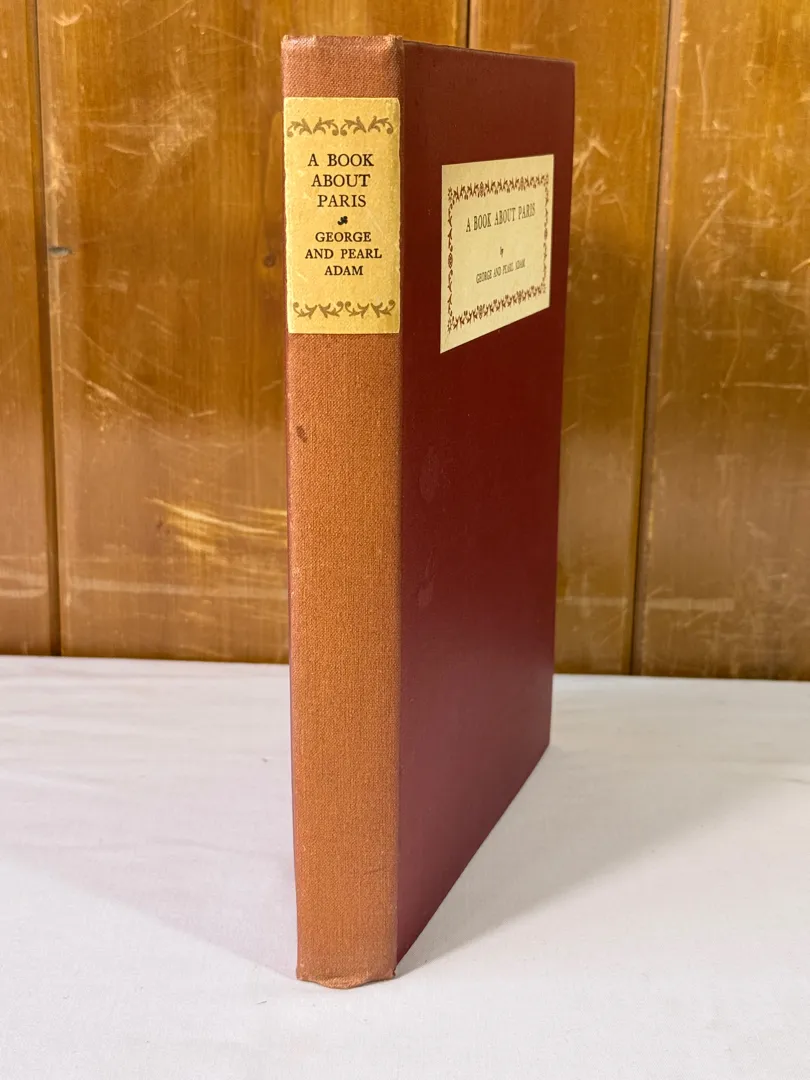 A BOOK
ABOUT
PARIS
GEORGE
AND PEARL
ADAM
A BOOK ABOUT PARIS
by
GEORGE AND PEARL ADAM